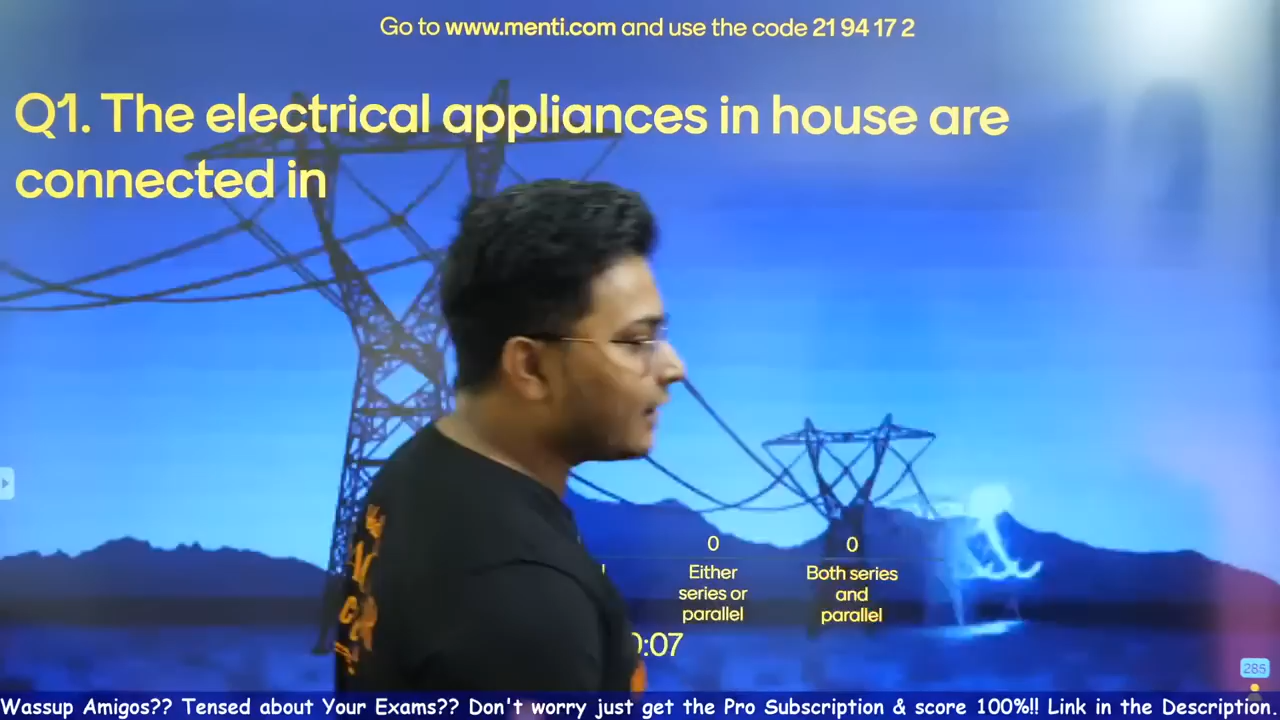 Go to www.menti.com and use the code 21 94 17 2
Q1. The electrical appliances in house are
connected in
0
0
Either
series or
parallel
Both series
and
parallel
0:07
285
Wassup Amigos?? Tensed about Your Exams?? Don't worry just get the Pro Subscription & score 100%!! Link in the Description.